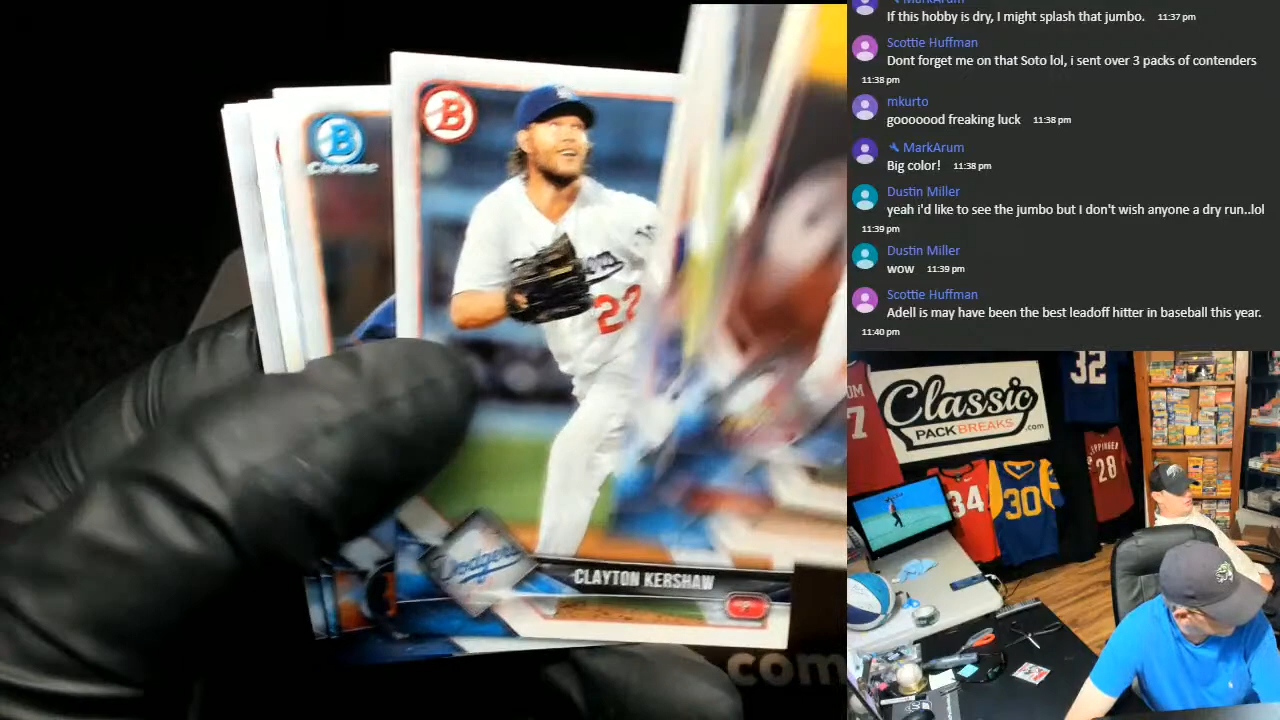 MarkArum
If this hobby is dry, I might splash that jumbo. 11:37 pm
Scottie Huffman
Dont forget me on that Soto lol, i sent over 3 packs of contenders
11:38 pm
mkurto
gooooood freaking luck 11:38 pm
MarkArum
Big color! 11:38 pm
Dustin Miller
yeah i'd like to see the jumbo but I don't wish anyone a dry run..lol
11:39 pm
Dustin Miller
wow 11:39 pm
Scottie Huffman
Adell is may have been the best leadoff hitter in baseball this year.
11:40 pm
B
Chrome
B
22
Dodgers
CLAYTON KERSHAW
P
.com
Classic
PACKBREAKS.com
7
32
34
30
28